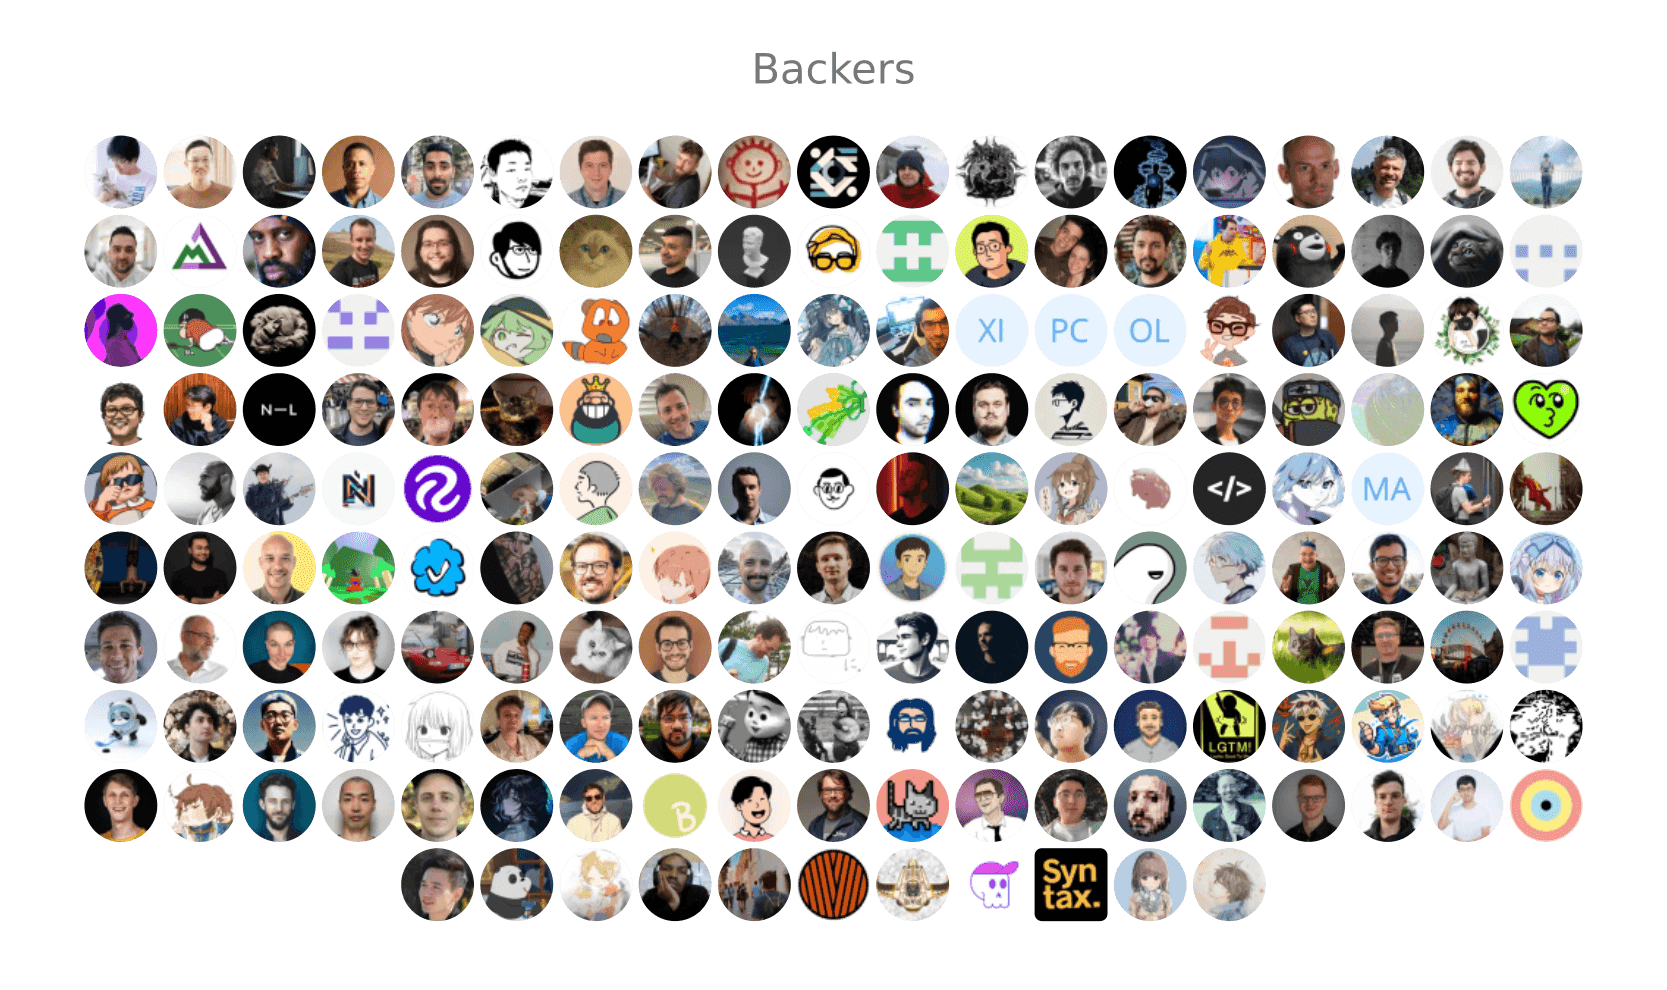 Backers
XI
PC
OL
N—L
</>
MA
LGTM!
B
Syn
tax.